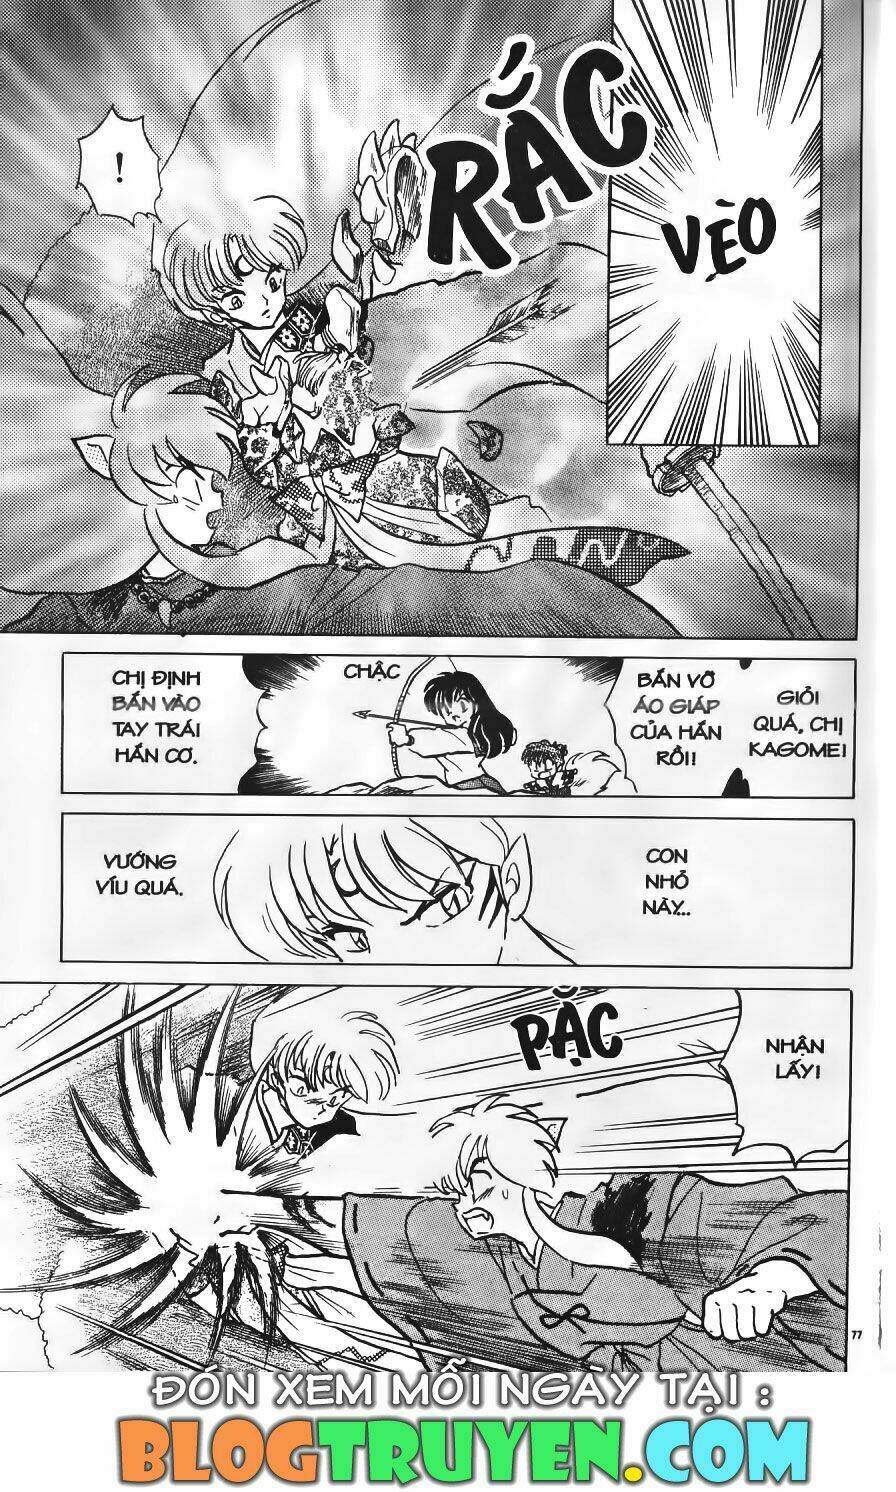 VÈO
RẮC
!
GIỎI
QUÁ, CHỊ
KAGOME!
BẮN VỠ
ÁO GIÁP
CỦA HẮN
RỒI!
CHẬC
CHỊ ĐỊNH
BẮN VÀO
TAY TRÁI
HẮN CƠ.
CON
NHỎ
NÀY...
VƯỚNG
VÍU QUÁ.
NHẬN
LẤY!
PẶC
77
ĐÓN XEM MỖI NGÀY TẠI :
BLOGTRUYEN.COM